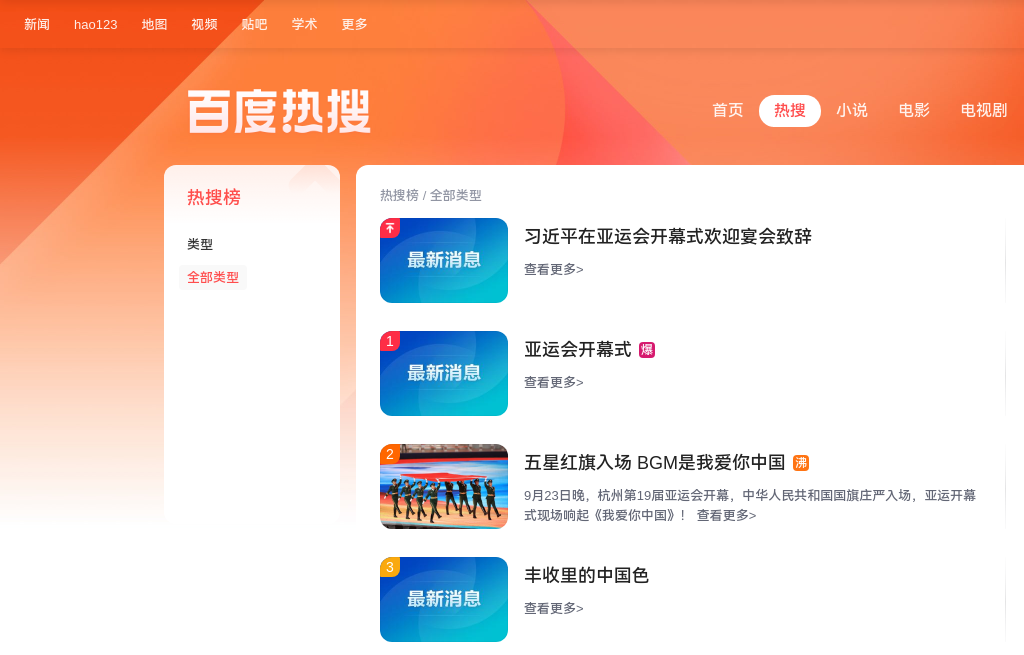 新闻 hao123 地图 视频 贴吧 学术 更多
百度热搜
首页 热搜 小说 电影 电视剧
热搜榜
类型
全部类型
热搜榜 / 全部类型
最新消息
习近平在亚运会开幕式欢迎宴会致辞
查看更多>
1
最新消息
亚运会开幕式 爆
查看更多>
2
五星红旗入场 BGM是我爱你中国 沸
9月23日晚，杭州第19届亚运会开幕，中华人民共和国国旗庄严入场，亚运开幕
式现场响起《我爱你中国》！ 查看更多>
3
最新消息
丰收里的中国色
查看更多>